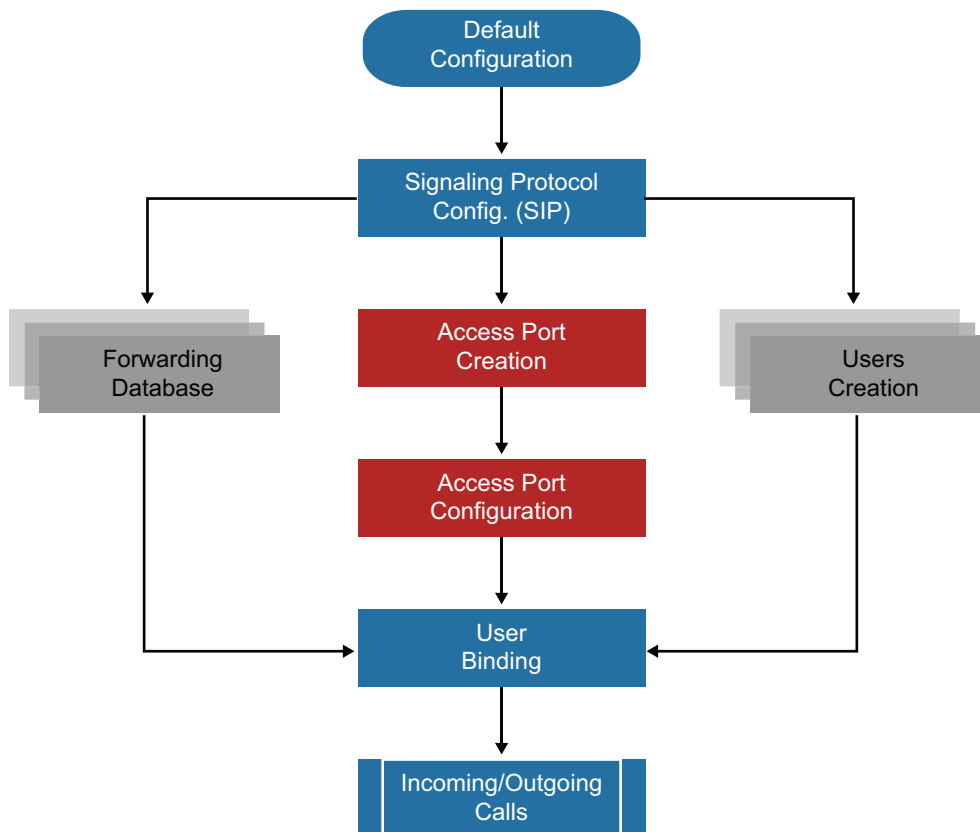 Default
Configuration
Signaling Protocol
Config. (SIP)
Access Port
Creation
Forwarding
Database
Users
Creation
Access Port
Configuration
User
Binding
Incoming/Outgoing
Calls